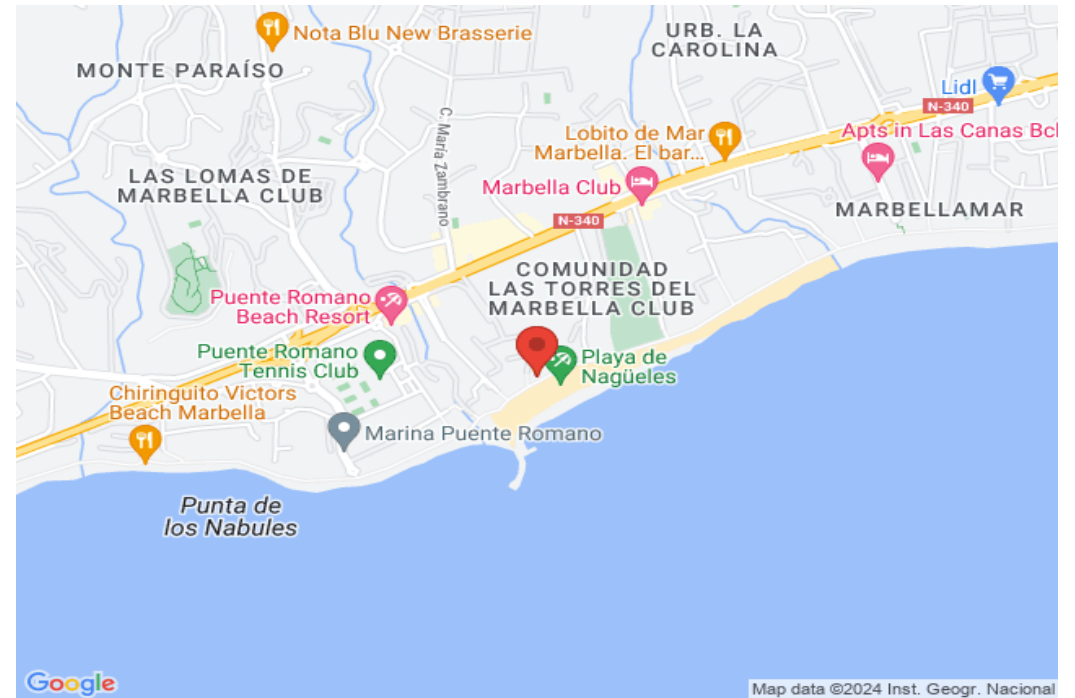 Nota Blu New Brasserie
URB. LA
CAROLINA
MONTE PARAÍSO
Lidl
N-340
C. María Zambrano
Lobito de Mar
Marbella. El bar...
Apts in Las Canas Bcl
LAS LOMAS DE
MARBELLA CLUB
Marbella Club
MARBELLAMAR
N-340
COMUNIDAD
LAS TORRES DEL
MARBELLA CLUB
Puente Romano
Beach Resort
Puente Romano
Tennis Club
Playa de
Nagüeles
Chiringuito Victors
Beach Marbella
Marina Puente Romano
Punta de
los Nabules
Google
Map data ©2024 Inst. Geogr. Nacional